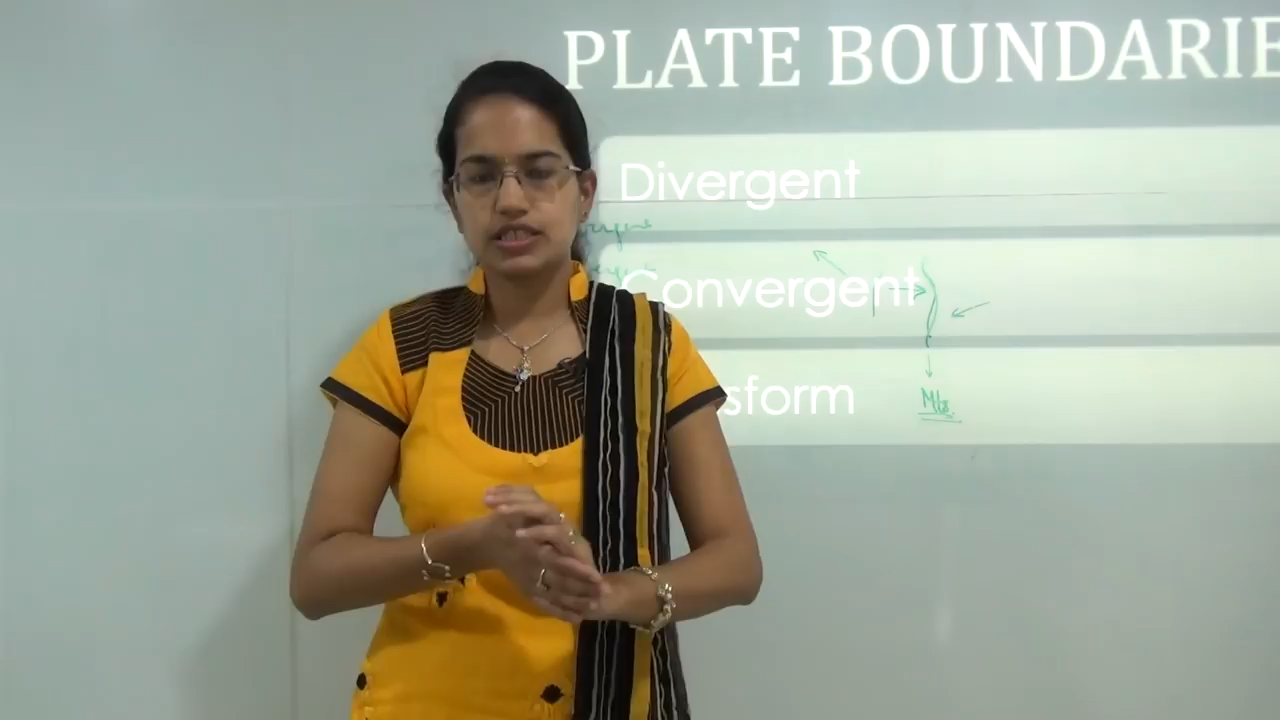 PLATE BOUNDARIE
Divergent
Convergent
sform
Mts.